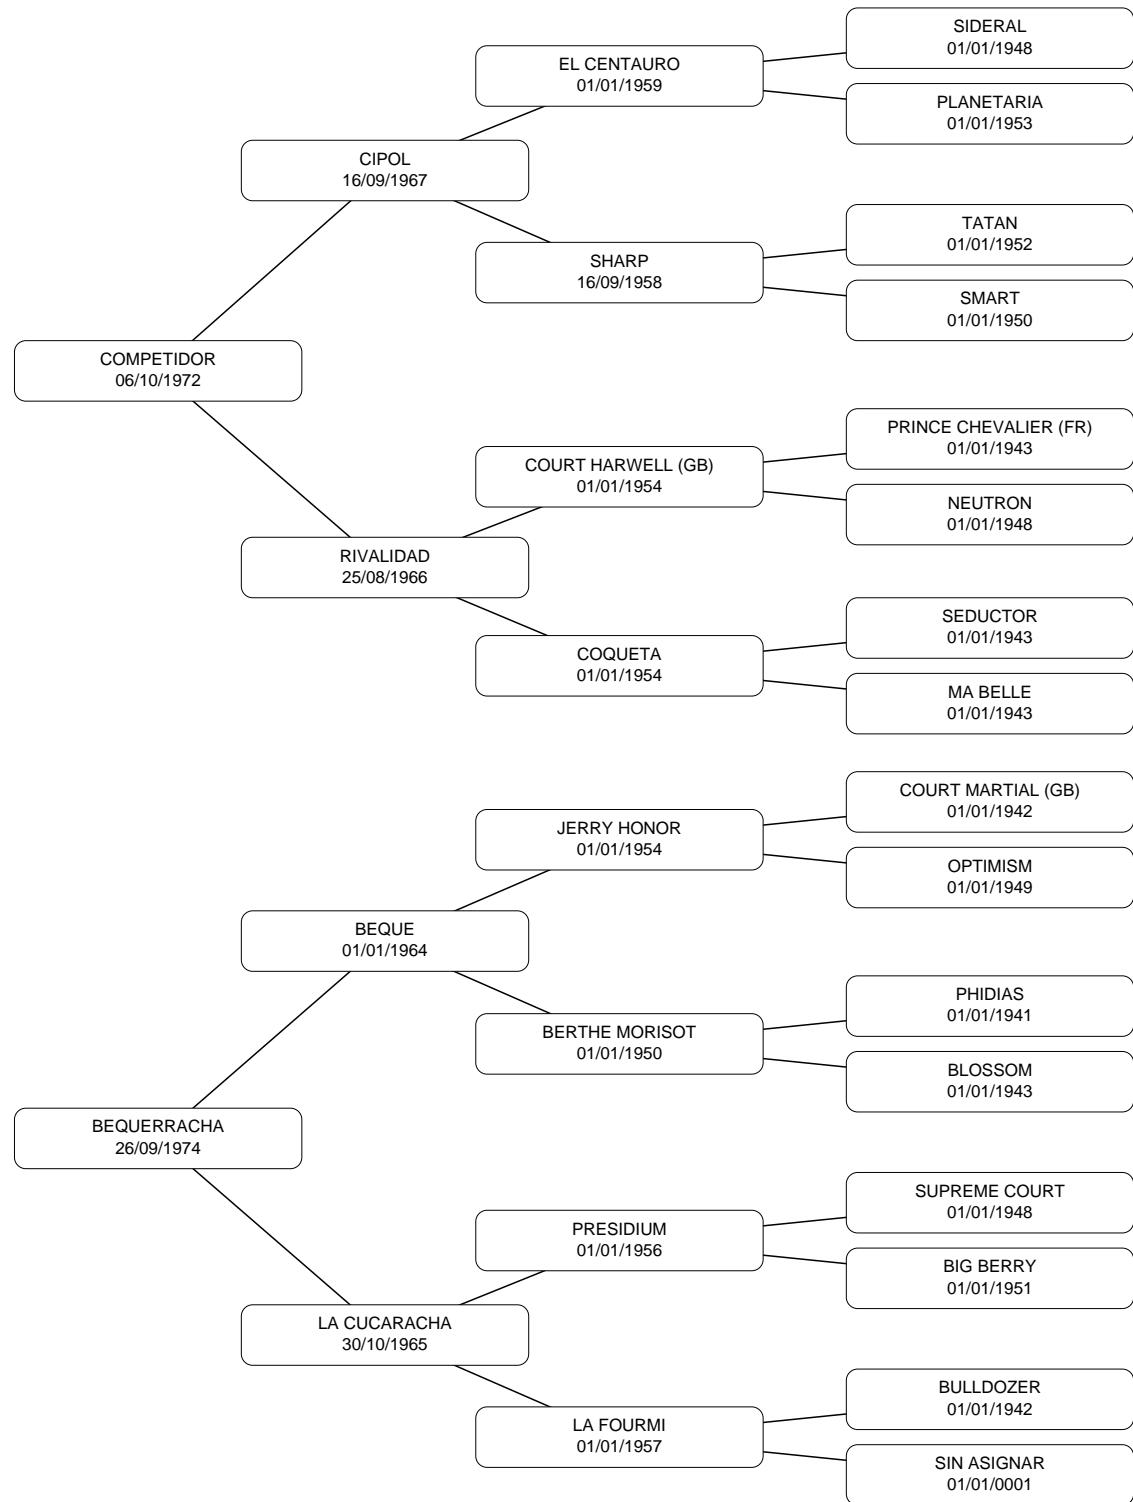 SIDERAL
01/01/1948
EL CENTAURO
01/01/1959
PLANETARIA
01/01/1953
CIPOL
16/09/1967
TATAN
01/01/1952
SHARP
16/09/1958
SMART
01/01/1950
COMPETIDOR
06/10/1972
PRINCE CHEVALIER (FR)
01/01/1943
COURT HARWELL (GB)
01/01/1954
NEUTRON
01/01/1948
RIVALIDAD
25/08/1966
SEDUCTOR
01/01/1943
COQUETA
01/01/1954
MA BELLE
01/01/1943
COURT MARTIAL (GB)
01/01/1942
JERRY HONOR
01/01/1954
OPTIMISM
01/01/1949
BEQUE
01/01/1964
PHIDIAS
01/01/1941
BERTHE MORISOT
01/01/1950
BLOSSOM
01/01/1943
BEQUERRACHA
26/09/1974
SUPREME COURT
01/01/1948
PRESIDIUM
01/01/1956
BIG BERRY
01/01/1951
LA CUCARACHA
30/10/1965
BULLDOZER
01/01/1942
LA FOURMI
01/01/1957
SIN ASIGNAR
01/01/0001